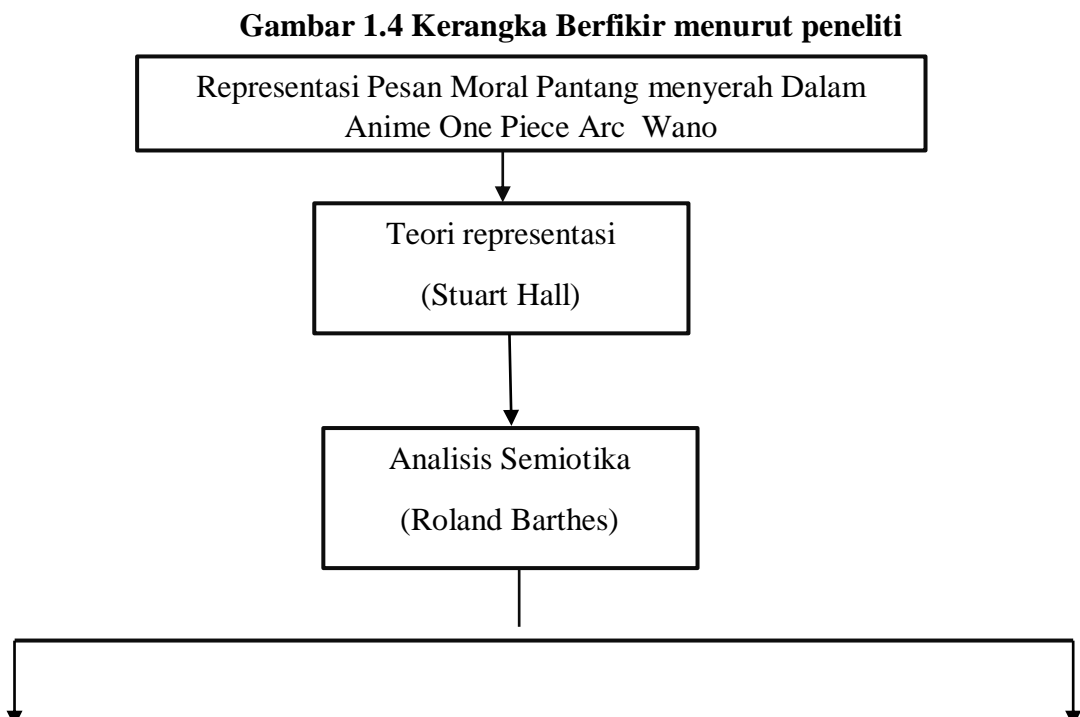 Gambar 1.4 Kerangka Berfikir menurut peneliti
Representasi Pesan Moral Pantang menyerah Dalam
Anime One Piece Arc  Wano
Teori representasi
(Stuart Hall)
Analisis Semiotika
(Roland Barthes)